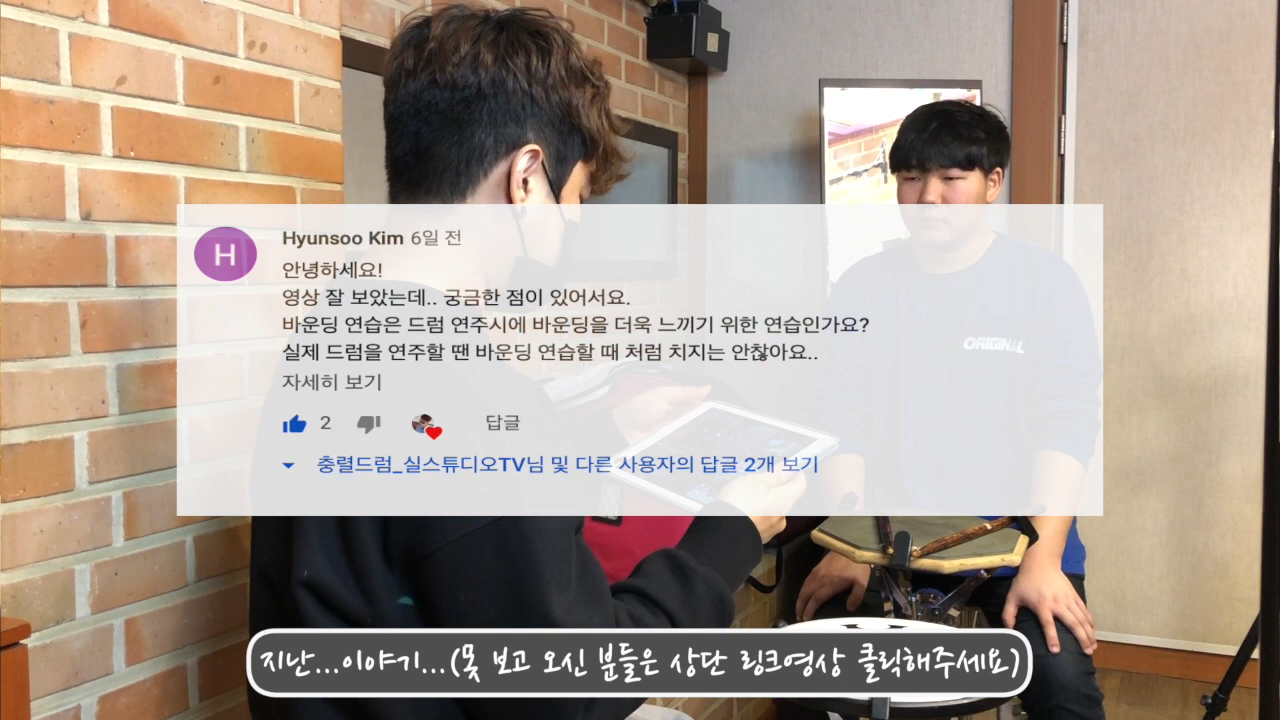 H
Hyunsoo Kim 6일 전
안녕하세요!
영상 잘 보았는데.. 궁금한 점이 있어서요.
바운딩 연습은 드럼 연주시에 바운딩을 더욱 느끼기 위한 연습인가요?
실제 드럼을 연주할 땐 바운딩 연습할 때 처럼 치지는 안찮아요..
자세히 보기
2 답글
충렬드럼_실스튜디오TV님 및 다른 사용자의 답글 2개 보기
ORIGINAL
지난...이야기...(못 보고 오신 분들은 상단 링크영상 클릭해주세요)